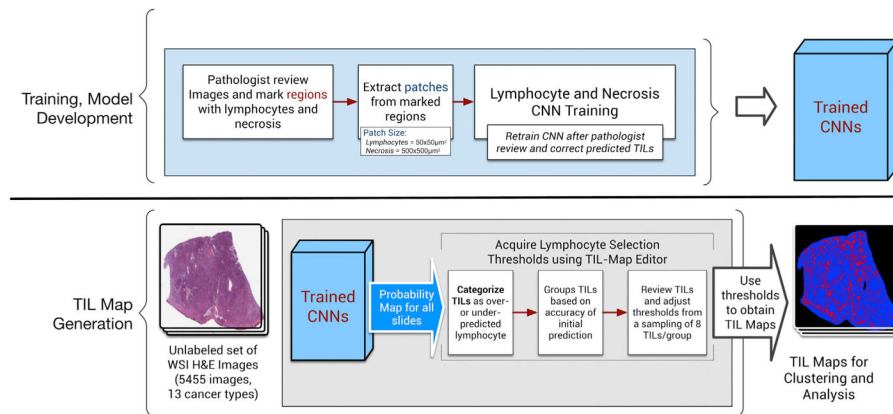 Training, Model
Development
Pathologist review
Images and mark regions
with lymphocytes and
necrosis
Extract patches
from marked
regions
Patch Size:
Lymphocytes = 50x50µm²
Necrosis = 500x500µm²
Lymphocyte and Necrosis
CNN Training
Retrain CNN after pathologist
review and correct predicted TILs
Trained
CNNs
TIL Map
Generation
Unlabeled set of
WSI H&E Images
(5455 images,
13 cancer types)
Trained
CNNs
Probability
Map for all
slides
Acquire Lymphocyte Selection
Thresholds using TIL-Map Editor
Categorize
TILs as over-
or under-
predicted
lymphocyte
Groups TILs
based on
accuracy of
initial
prediction
Review TILs
and adjust
thresholds from
a sampling of 8
TILs/group
Use
thresholds
to obtain
TIL Maps
TIL Maps for
Clustering and
Analysis